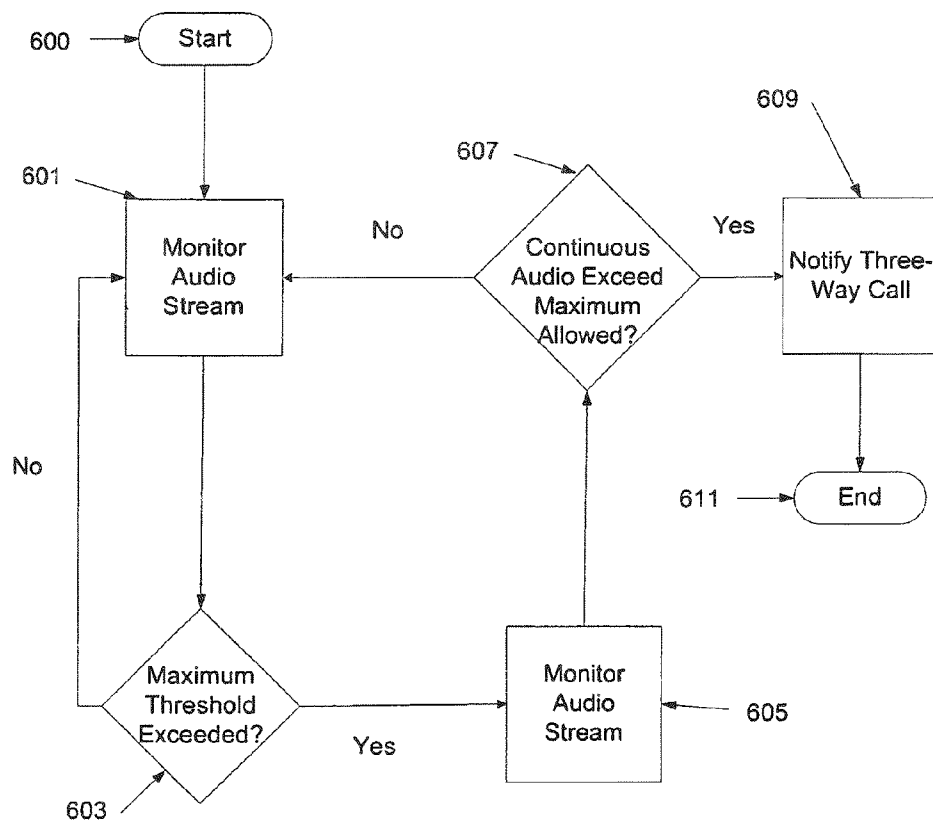 600
Start
609
607
601
Monitor
Audio
Stream
No
Continuous
Audio Exceed
Maximum
Allowed?
Yes
Notify Three-
Way Call
No
611
End
Maximum
Threshold
Exceeded?
Yes
Monitor
Audio
Stream
605
603